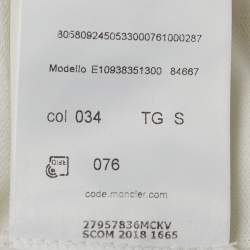 8058092450533000761000287
Modello E10938351300 84667
col 034 TG S
076
code.moncler.com
27957836MCKV
SCOM 2018 1665